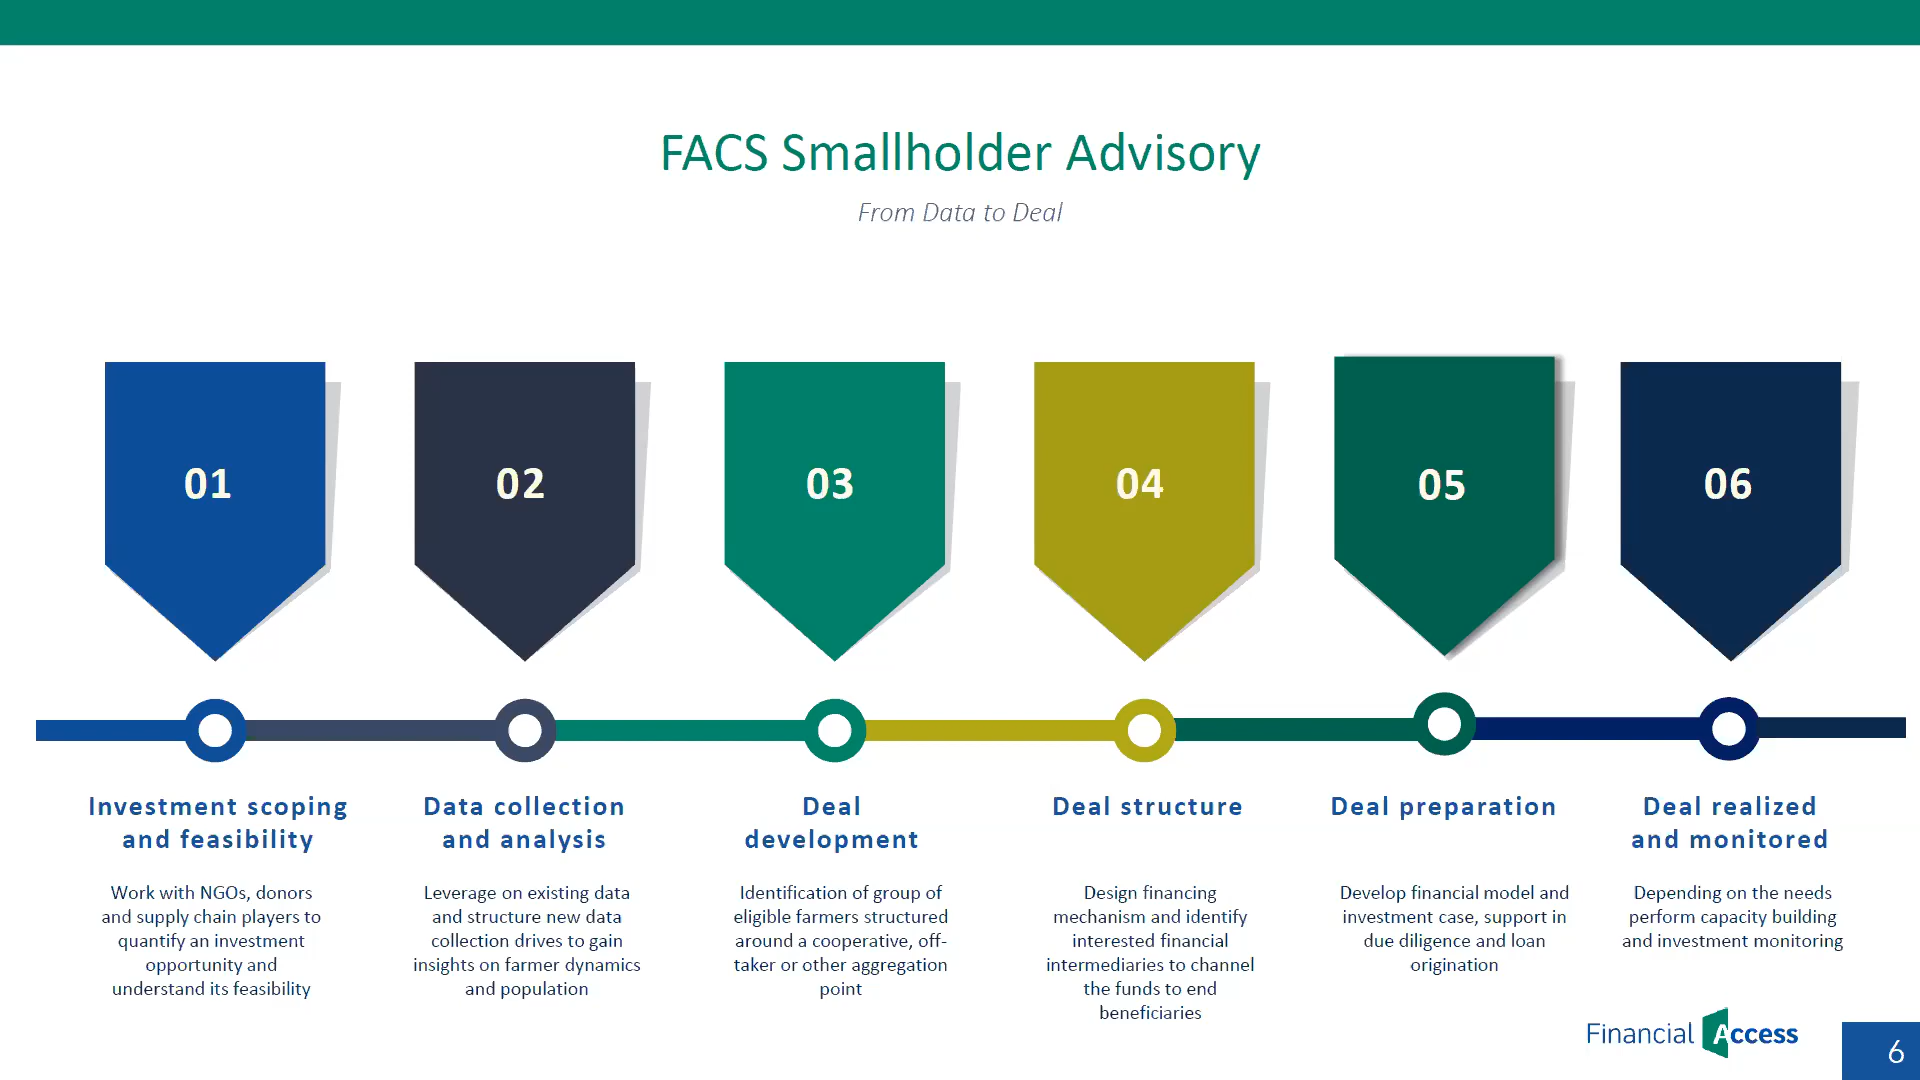 FACS Smallholder Advisory
From Data to Deal
01
02
03
04
05
06
Investment scoping
and feasibility
Work with NGOs, donors
and supply chain players to
quantify an investment
opportunity and
understand its feasibility
Data collection
and analysis
Leverage on existing data
and structure new data
collection drives to gain
insights on farmer dynamics
and population
Deal
development
Identification of group of
eligible farmers structured
around a cooperative, off-
taker or other aggregation
point
Deal structure
Design financing
mechanism and identify
interested financial
intermediaries to channel
the funds to end
beneficiaries
Deal preparation
Develop financial model and
investment case, support in
due diligence and loan
origination
Deal realized
and monitored
Depending on the needs
perform capacity building
and investment monitoring
Financial Access
6